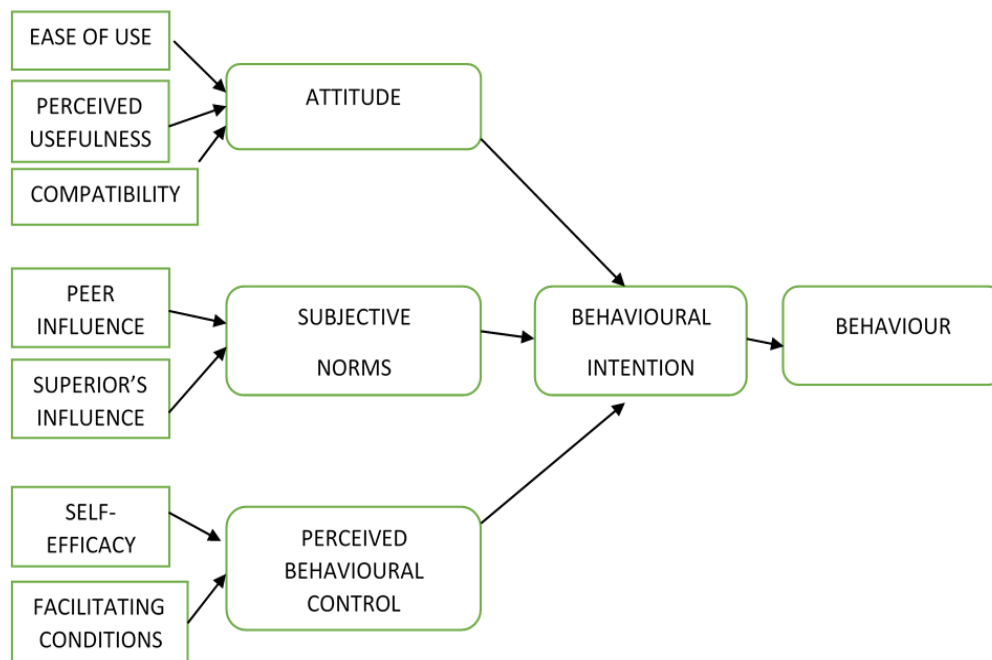 EASE OF USE
PERCEIVED
USEFULNESS
COMPATIBILITY
ATTITUDE
PEER
INFLUENCE
SUPERIOR’S
INFLUENCE
SUBJECTIVE
NORMS
BEHAVIOURAL
INTENTION
BEHAVIOUR
SELF-
EFFICACY
FACILITATING
CONDITIONS
PERCEIVED
BEHAVIOURAL
CONTROL